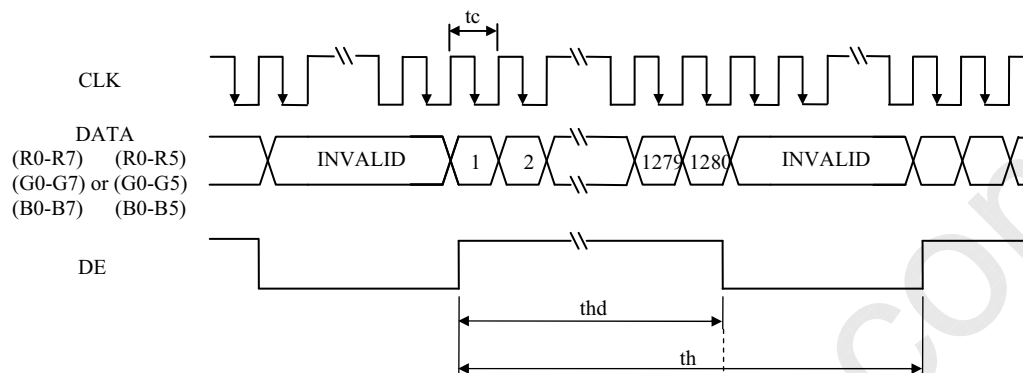 tc
CLK
DATA
(R0-R7) (R0-R5)
(G0-G7) or (G0-G5)
(B0-B7) (B0-B5)
INVALID 1 2 1279 1280 INVALID
DE
thd
th